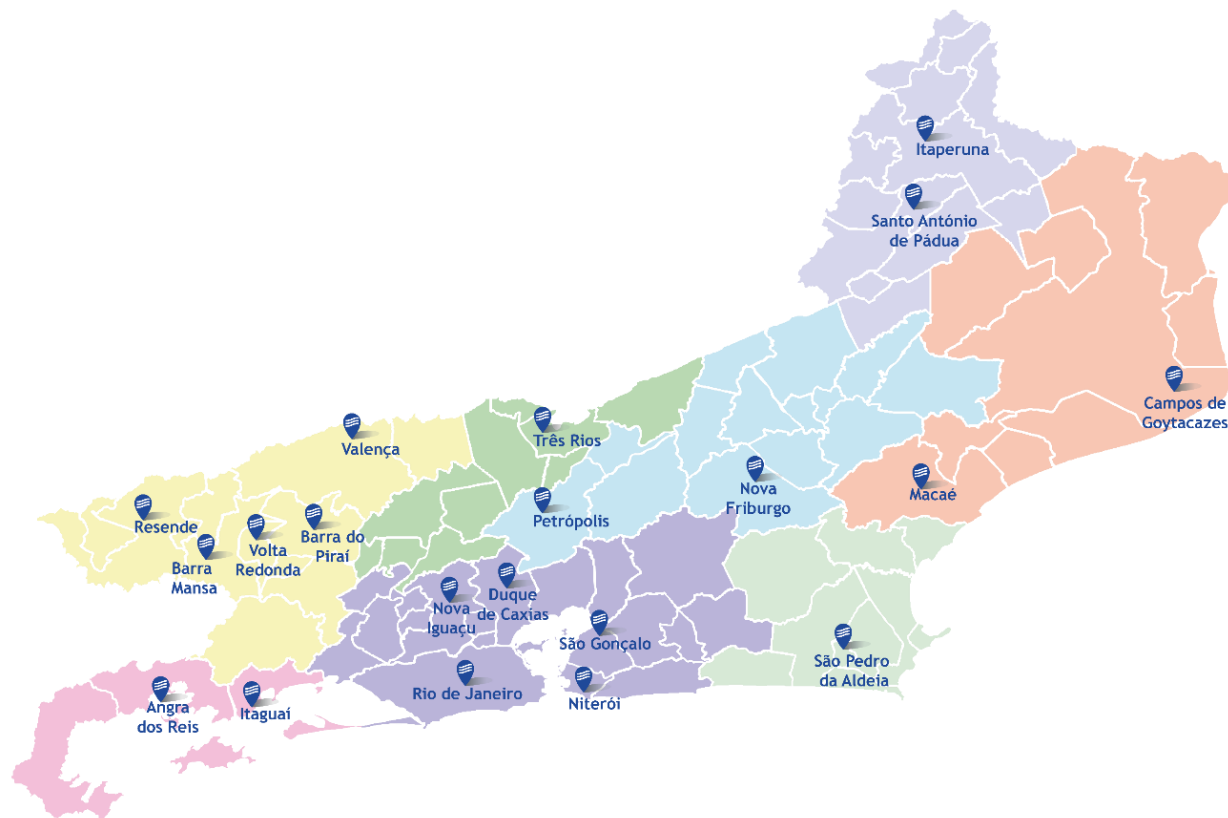 Itaperuna
Santo António
de Pádua
Campos de
Goytacazes
Valença
Três Rios
Nova
Friburgo
Macaé
Resende
Petrópolis
Barra
Mansa
Volta
Redonda
Barra do
Piraí
Nova
Iguaçu
Duque
de Caxias
São Gonçalo
São Pedro
da Aldeia
Rio de Janeiro
Niterói
Angra
dos Reis
Itaguaí